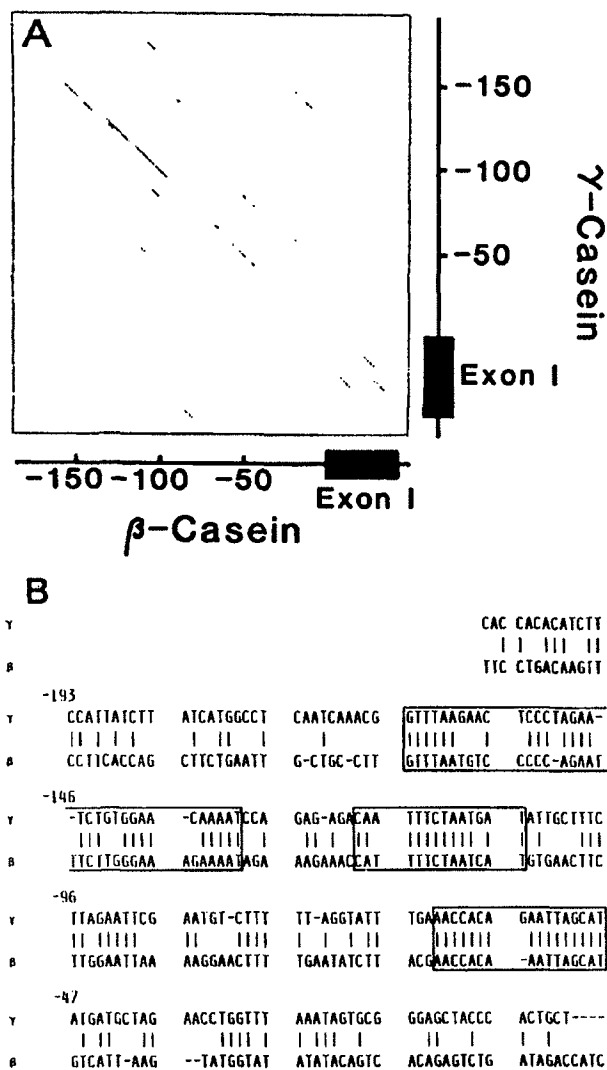 A
-150
-100
-50
γ-Casein
Exon I
-150 -100 -50
Exon I
β-Casein
B
γ CAC CACACATCTT
β TTC CTGACAAGTT
-193
γ CCATTATCTT ATCATGGCCT CAATCAAACG GTTTAAGAAC TCCCTAGAA-
β CCTTCACCAG CTTCTGAATT G-CTGC-CTT GTTTAATGTC CCCC-AGAAT
-146
γ -TCTGTGGAA -CAAAATCCA GAG-AGACAA TTTCTAATGA TATTGCTTTC
β TTCTTGGGAA AGAAAATAGA AAGAAACCAT TTTCTAATCA TGTGAACTTC
-96
γ TTAGAATTCG AATGT-CTTT TT-AGGTATT TGAAACCACA GAATTAGCAT
β TTGGAATTAA AAGGAACTTT TGAATATCTT ACGAACCACA -AATTAGCAT
-47
γ ATGATGCTAG AACCTGGTTT AAATAGTGCG GGAGCTACCC ACTGCT----
β GTCATT-AAG --TATGGTAT ATATACAGTC ACAGAGTCTG ATAGACCATC